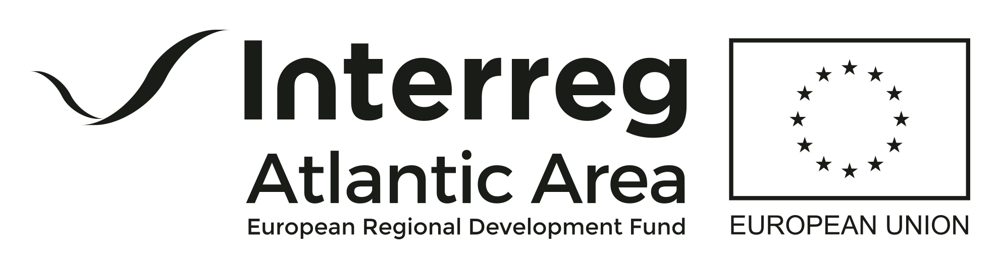 Interreg
Atlantic Area
European Regional Development Fund
EUROPEAN UNION